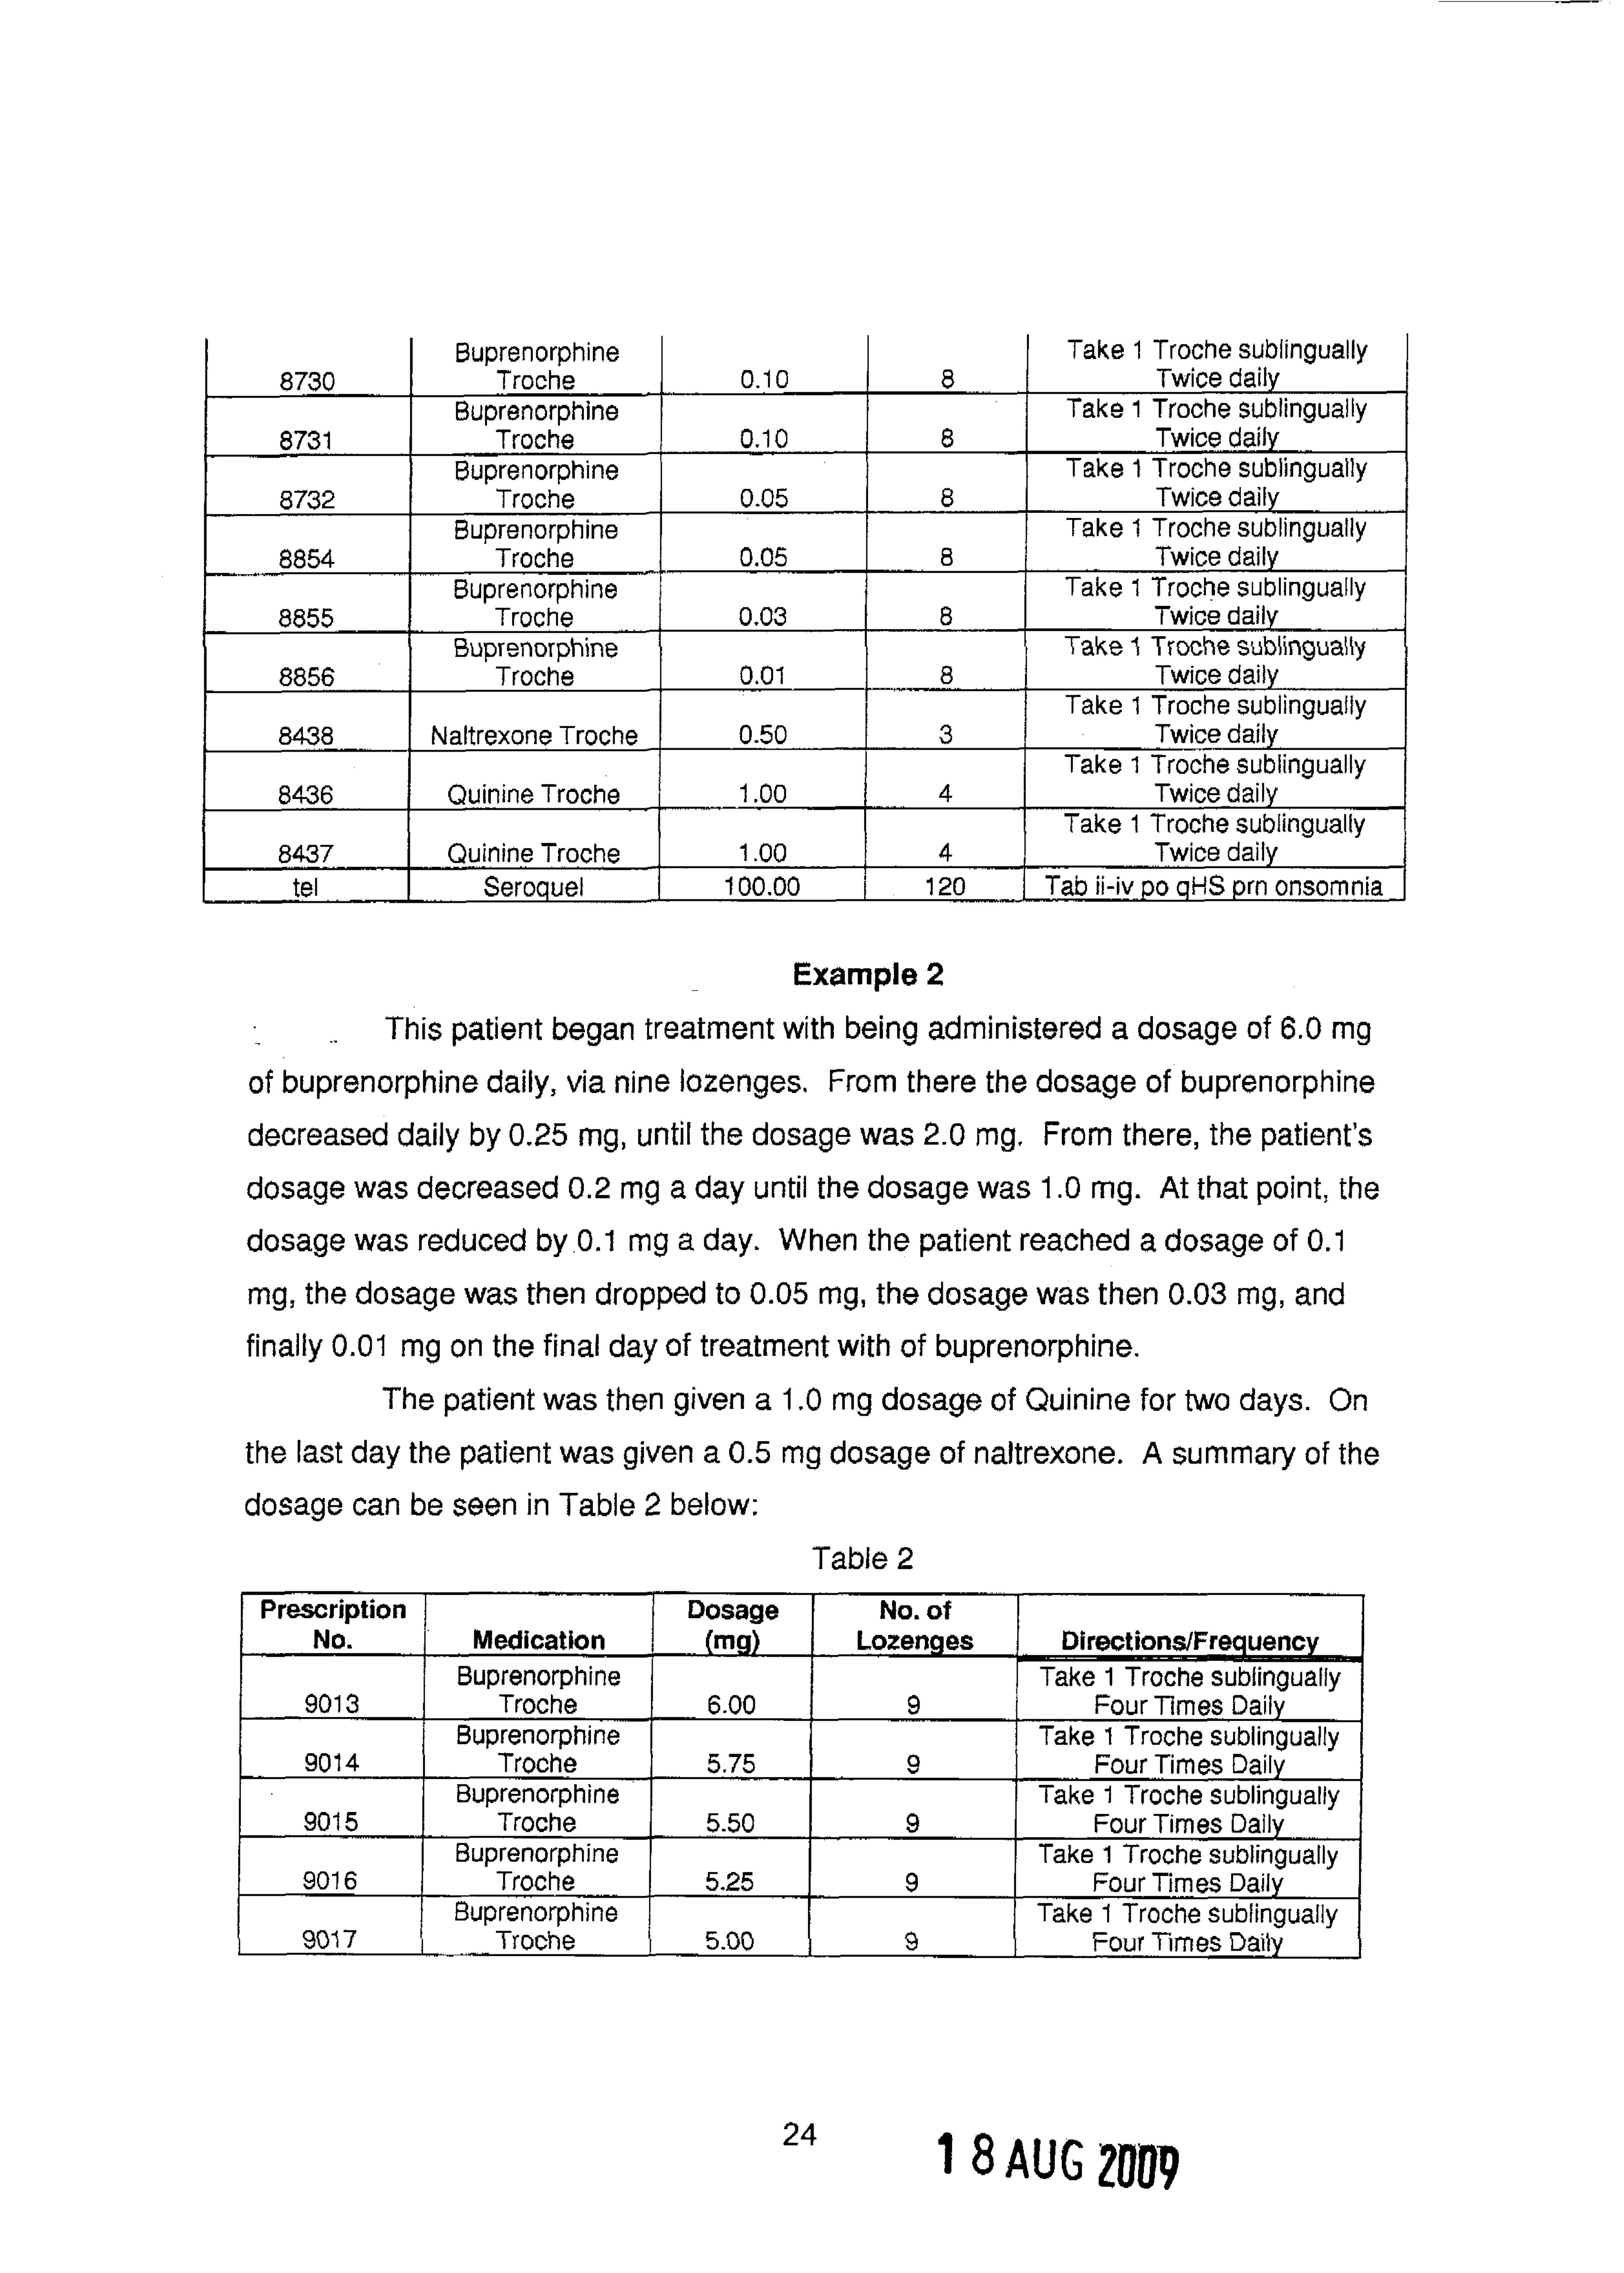 Buprenorphine Take 1 Troche sublingually
8730 Troche 0.10 8 Twice daily
Buprenorphine Take 1 Troche sublingually
8731 Troche 0.10 8 Twice daily
Buprenorphine Take 1 Troche sublingually
8732 Troche 0.05 8 Twice daily
Buprenorphine Take 1 Troche sublingually
8854 Troche 0.05 8 Twice daily
Buprenorphine Take 1 Troche sublingually
8855 Troche 0.03 8 Twice daily
Buprenorphine Take 1 Troche sublingually
8856 Troche 0.01 8 Twice daily
Take 1 Troche sublingually
8438 Naltrexone Troche 0.50 3 Twice daily
Take 1 Troche sublingually
8436 Quinine Troche 1.00 4 Twice daily
Take 1 Troche sublingually
8437 Quinine Troche 1.00 4 Twice daily
tel Seroquel 100.00 120 Tab ii-iv po qHS prn onsomnia
Example 2
This patient began treatment with being administered a dosage of 6.0 mg
of buprenorphine daily, via nine lozenges. From there the dosage of buprenorphine
decreased daily by 0.25 mg, until the dosage was 2.0 mg. From there, the patient's
dosage was decreased 0.2 mg a day until the dosage was 1.0 mg. At that point, the
dosage was reduced by 0.1 mg a day. When the patient reached a dosage of 0.1
mg, the dosage was then dropped to 0.05 mg, the dosage was then 0.03 mg, and
finally 0.01 mg on the final day of treatment with of buprenorphine.
The patient was then given a 1.0 mg dosage of Quinine for two days. On
the last day the patient was given a 0.5 mg dosage of naltrexone. A summary of the
dosage can be seen in Table 2 below:
Table 2
Prescription Dosage No. of
No. Medication (mg) Lozenges Directions/Frequency
Buprenorphine Take 1 Troche sublingually
9013 Troche 6.00 9 Four Times Daily
Buprenorphine Take 1 Troche sublingually
9014 Troche 5.75 9 Four Times Daily
Buprenorphine Take 1 Troche sublingually
9015 Troche 5.50 9 Four Times Daily
Buprenorphine Take 1 Troche sublingually
9016 Troche 5.25 9 Four Times Daily
Buprenorphine Take 1 Troche sublingually
9017 Troche 5.00 9 Four Times Daily
24
18 AUG 2009